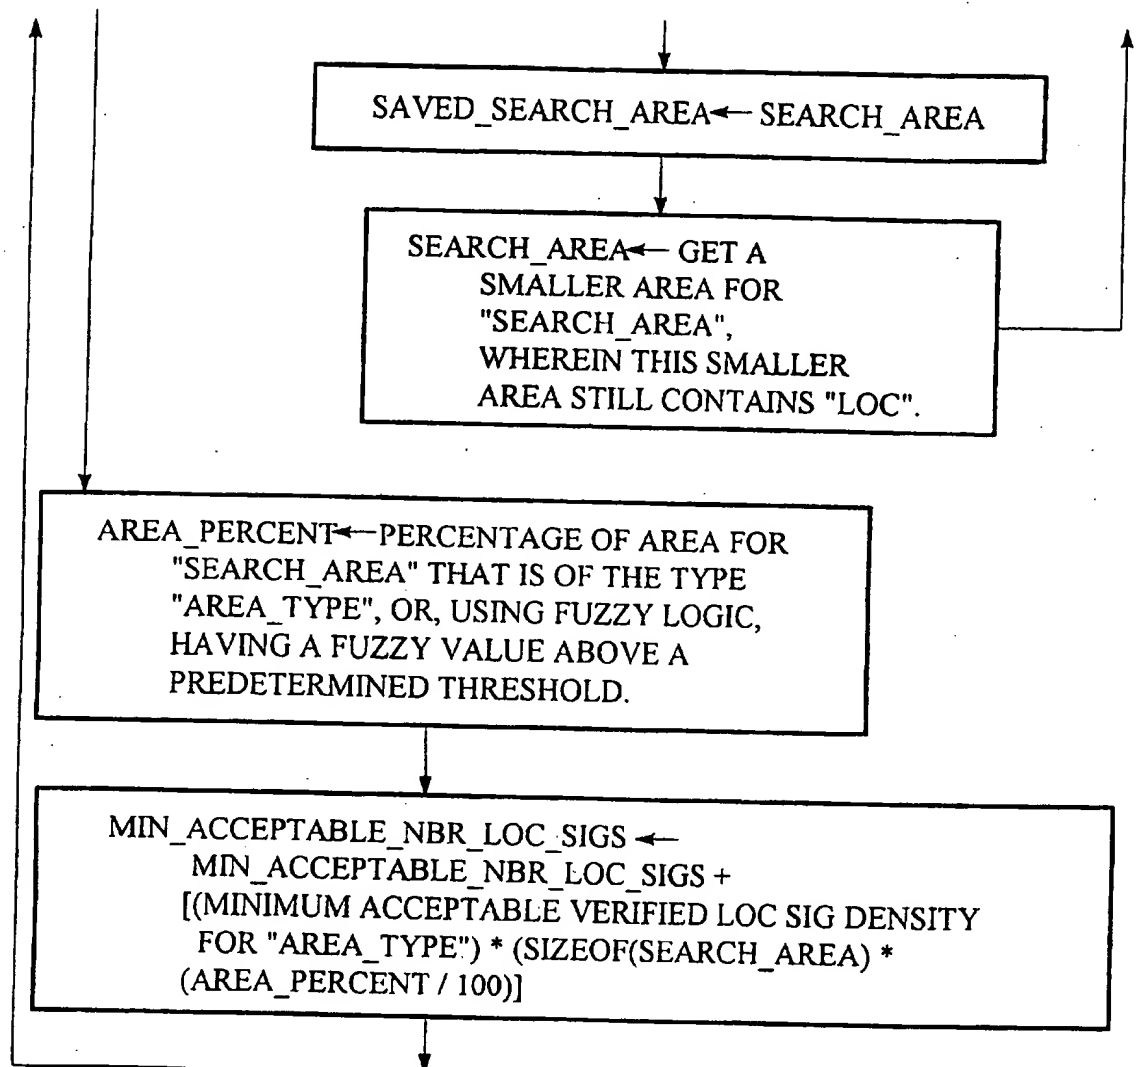 SAVED_SEARCH_AREA← SEARCH_AREA
SEARCH_AREA← GET A
SMALLER AREA FOR
"SEARCH_AREA",
WHEREIN THIS SMALLER
AREA STILL CONTAINS "LOC".
AREA_PERCENT←PERCENTAGE OF AREA FOR
"SEARCH_AREA" THAT IS OF THE TYPE
"AREA_TYPE", OR, USING FUZZY LOGIC,
HAVING A FUZZY VALUE ABOVE A
PREDETERMINED THRESHOLD.
MIN_ACCEPTABLE_NBR_LOC_SIGS ←
MIN_ACCEPTABLE_NBR_LOC_SIGS +
[(MINIMUM ACCEPTABLE VERIFIED LOC SIG DENSITY
FOR "AREA_TYPE") * (SIZEOF(SEARCH_AREA) *
(AREA_PERCENT / 100)]